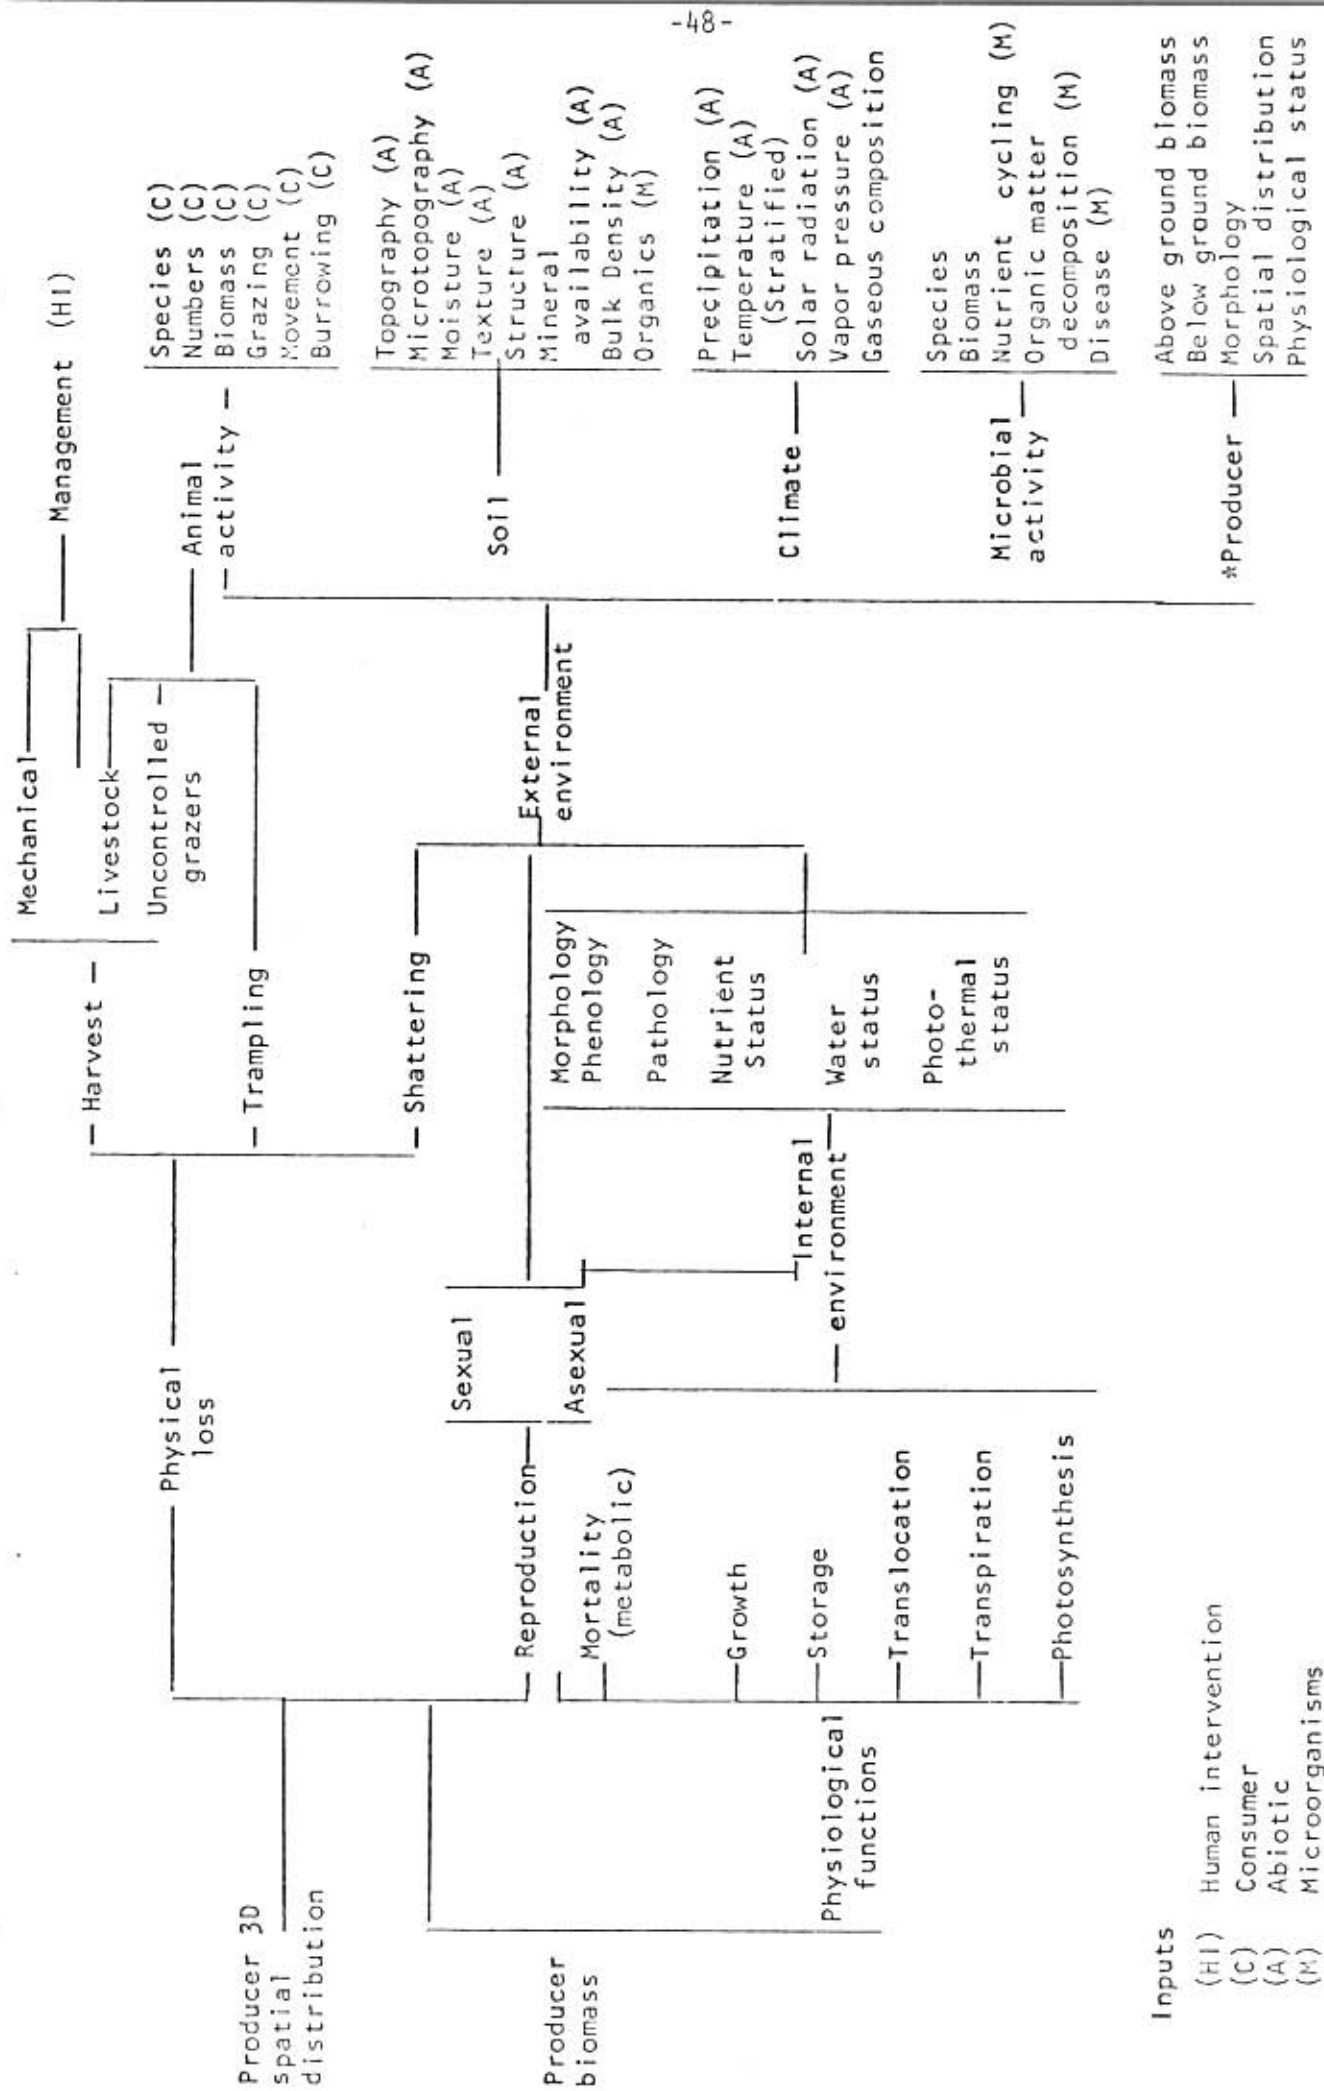 -48-
Producer 3D
spatial
distribution
Producer
biomass
Physical
loss
Physiological
functions
Reproduction
Mortality
(metabolic)
Growth
Storage
Translocation
Transpiration
Photosynthesis
Sexual
Asexual
Harvest
Trampling
Shattering
Internal
environment
Morphology
Phenology
Pathology
Nutrient
Status
Water
status
Photo-
thermal
status
Mechanical
Livestock
Uncontrolled
grazers
External
environment
Management (HI)
Animal
activity
Species (C)
Numbers (C)
Biomass (C)
Grazing (C)
Movement (C)
Burrowing (C)
Soil
Topography (A)
Microtopography (A)
Moisture (A)
Texture (A)
Structure (A)
Mineral
availability (A)
Bulk Density (A)
Organics (M)
Climate
Precipitation (A)
Temperature (A)
(Stratified)
Solar radiation (A)
Vapor pressure (A)
Gaseous composition
Microbial
activity
Species
Biomass
Nutrient cycling (M)
Organic matter
decomposition (M)
Disease (M)
*Producer
Above ground biomass
Below ground biomass
Morphology
Spatial distribution
Physiological status
Inputs
(HI) Human intervention
(C) Consumer
(A) Abiotic
(M) Microorganisms